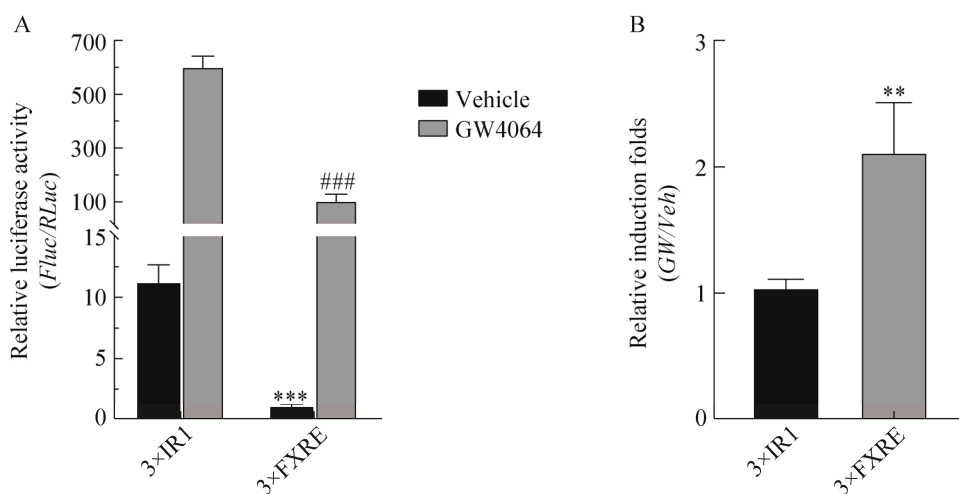 A
Relative luciferase activity
(Fluc/RLuc)
700
500
300
100
15
10
5
0
***
###
3×IR1
3×FXRE
Vehicle
GW4064
B
Relative induction folds
(GW/Veh)
3
2
1
0
**
3×IR1
3×FXRE